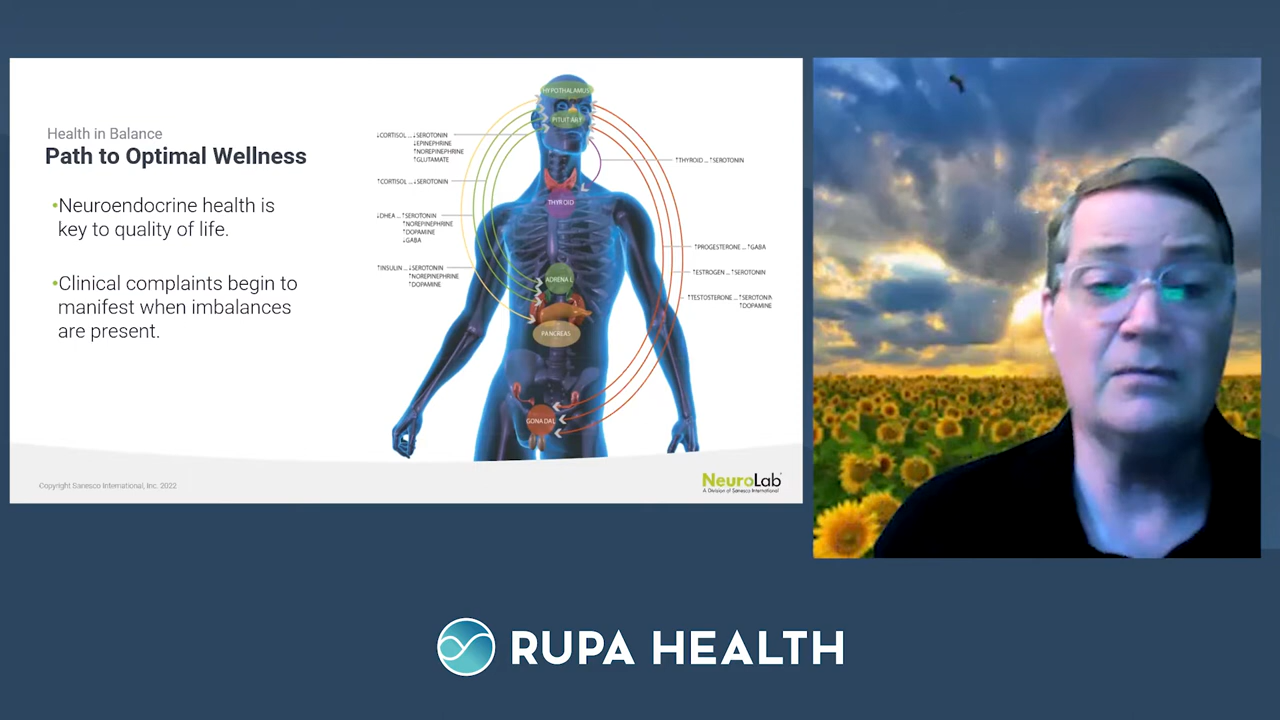 Health in Balance
Path to Optimal Wellness
•Neuroendocrine health is
key to quality of life.
•Clinical complaints begin to
manifest when imbalances
are present.
HYPOTHALAMUS
PITUITARY
THYROID
ADRENAL
PANCREAS
GONADAL
↓CORTISOL ... ↓SEROTONIN
↓EPINEPHRINE
↑NOREPINEPHRINE
↑GLUTAMATE
↑CORTISOL ... ↓SEROTONIN
↓DHEA ... ↑SEROTONIN
↑NOREPINEPHRINE
↑DOPAMINE
↓GABA
↑INSULIN ... ↓SEROTONIN
↑NOREPINEPHRINE
↑DOPAMINE
↑THYROID ... ↑SEROTONIN
↑PROGESTERONE ... ↑GABA
↑ESTROGEN ... ↑SEROTONIN
↑TESTOSTERONE ... ↑SEROTONIN
↑DOPAMINE
Copyright Sanesco International, Inc. 2022
NeuroLab
A Division of Sanesco International
RUPA HEALTH